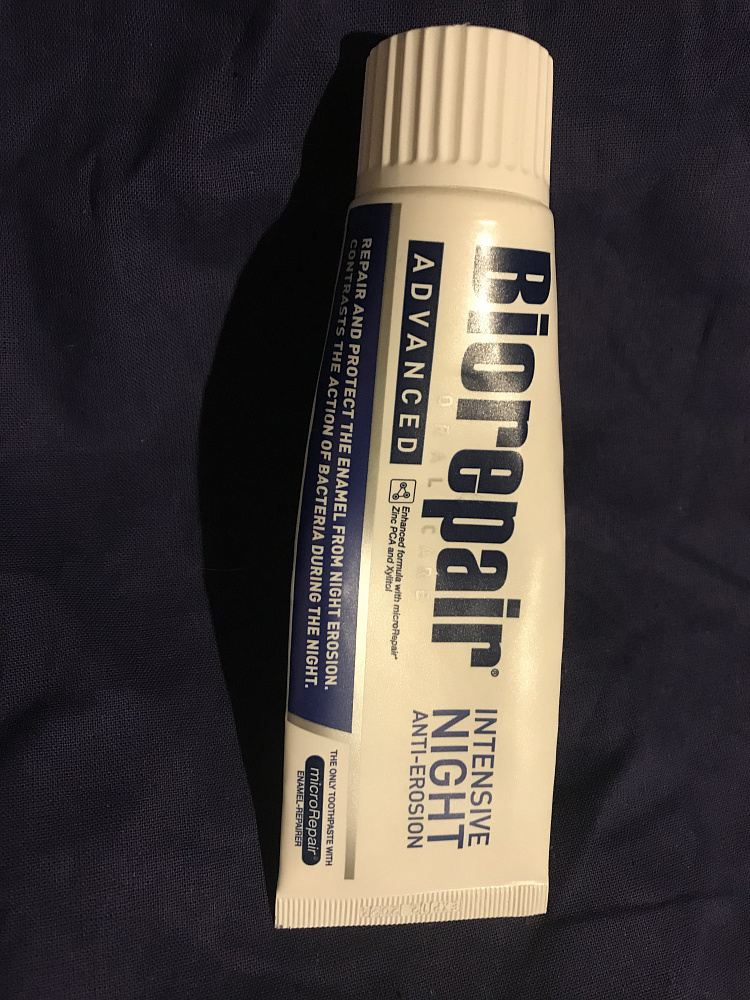 Biorepair®
ORAL CARE
ADVANCED
Enhanced formula with microRepair®
Zinc PCA and Xylitol
INTENSIVE
NIGHT
ANTI-EROSION
REPAIR AND PROTECT THE ENAMEL FROM NIGHT EROSION.
CONTRASTS THE ACTION OF BACTERIA DURING THE NIGHT.
THE ONLY TOOTHPASTE WITH
microRepair®
ENAMEL-REPAIRER